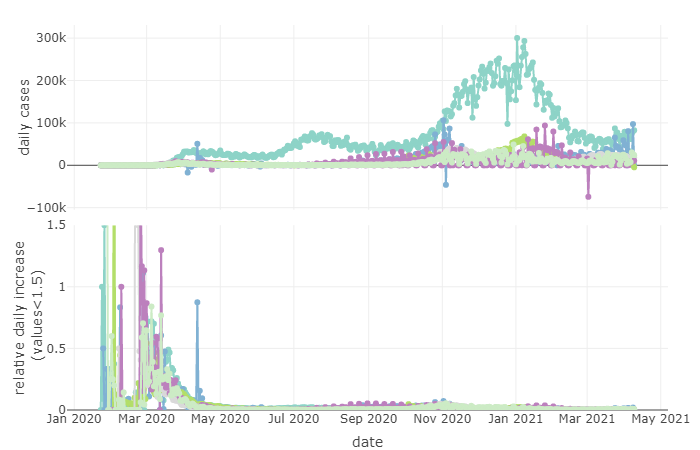 300k
200k
100k
0
−100k
daily cases
1.5
1
0.5
0
relative daily increase
(values<1.5)
Jan 2020
Mar 2020
May 2020
Jul 2020
Sep 2020
Nov 2020
Jan 2021
Mar 2021
May 2021
date